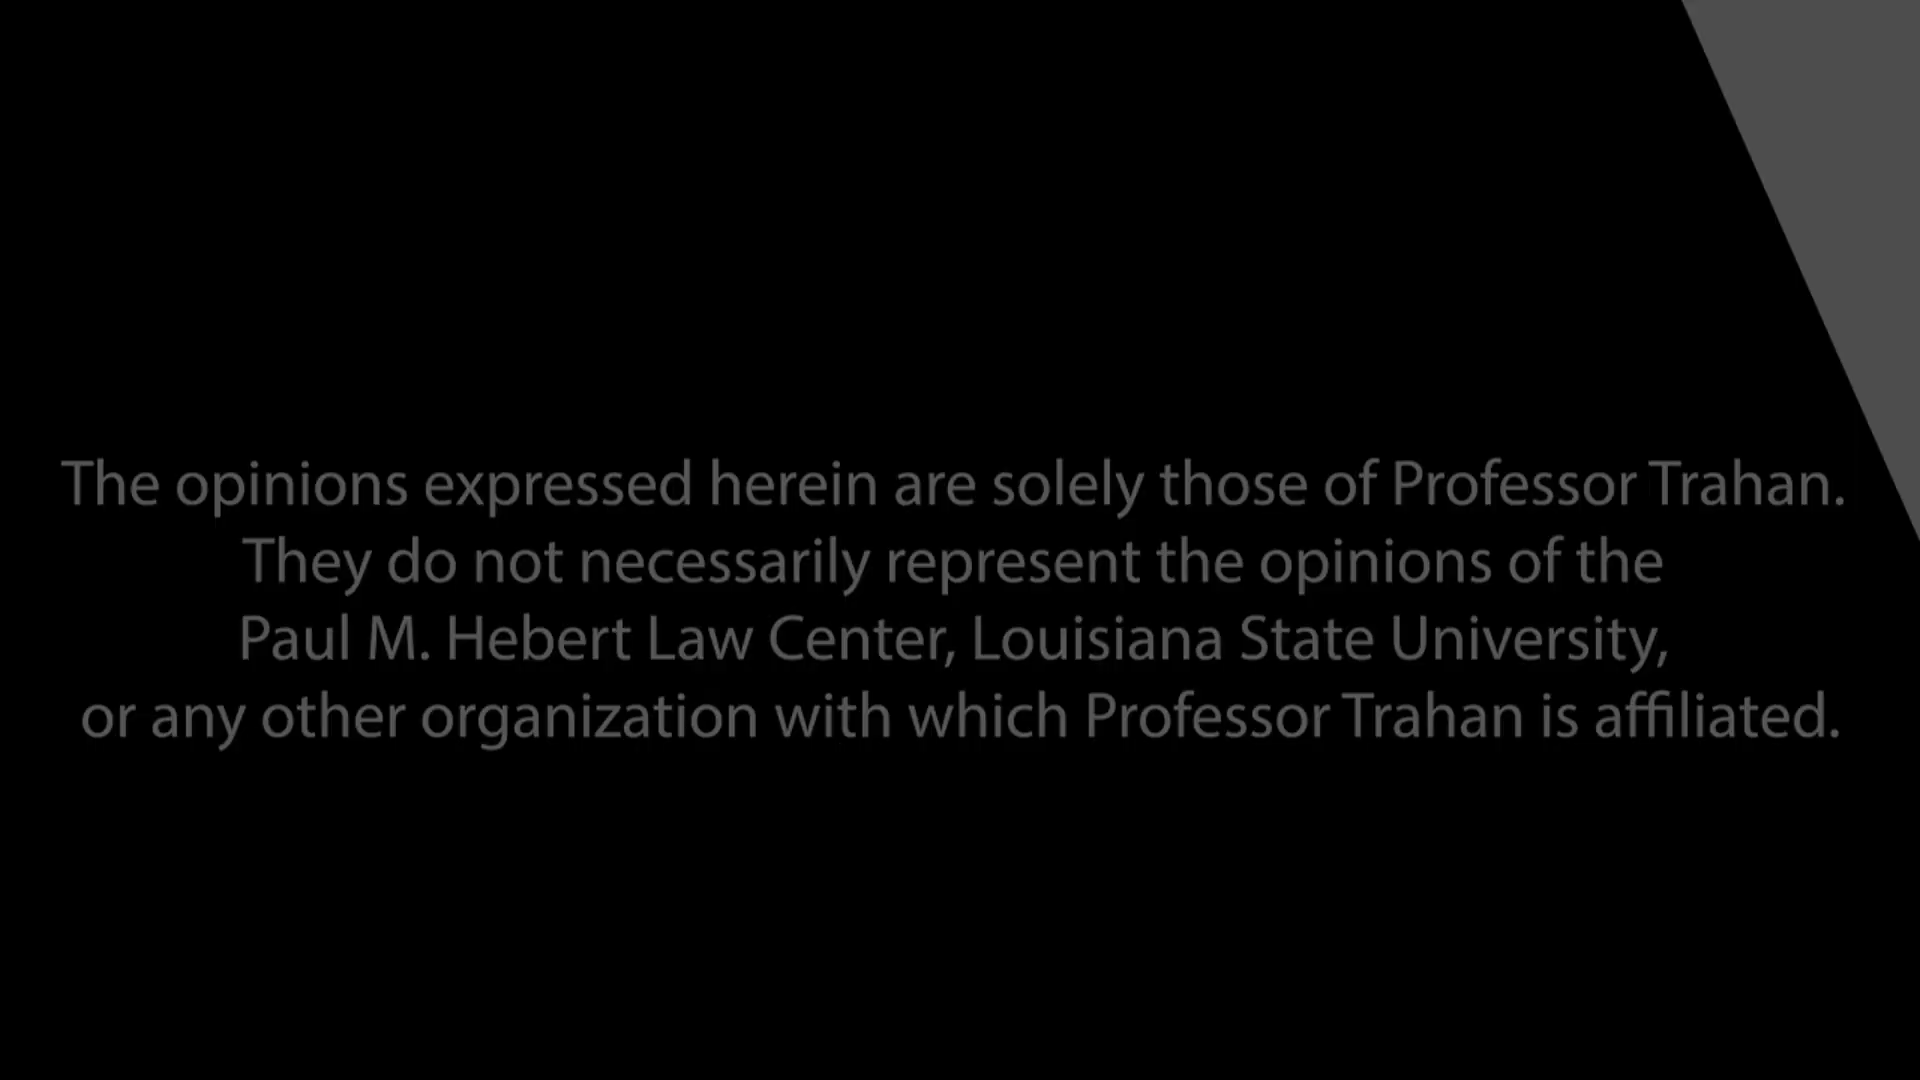 The opinions expressed herein are solely those of Professor Trahan.
They do not necessarily represent the opinions of the
Paul M. Hebert Law Center, Louisiana State University,
or any other organization with which Professor Trahan is affiliated.